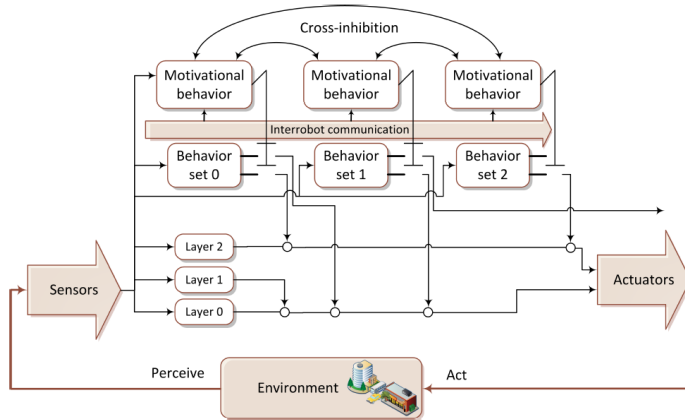 Cross-inhibition
Motivational
behavior
Motivational
behavior
Motivational
behavior
Interrobot communication
Behavior
set 0
Behavior
set 1
Behavior
set 2
Layer 2
Layer 1
Layer 0
Sensors
Actuators
Perceive
Environment
Act